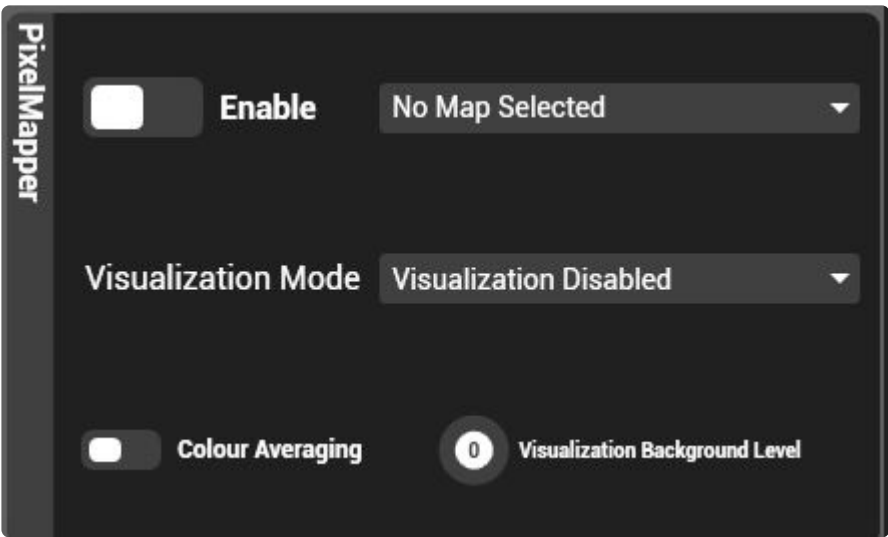 PixelMapper
Enable
No Map Selected
Visualization Mode
Visualization Disabled
Colour Averaging
0
Visualization Background Level